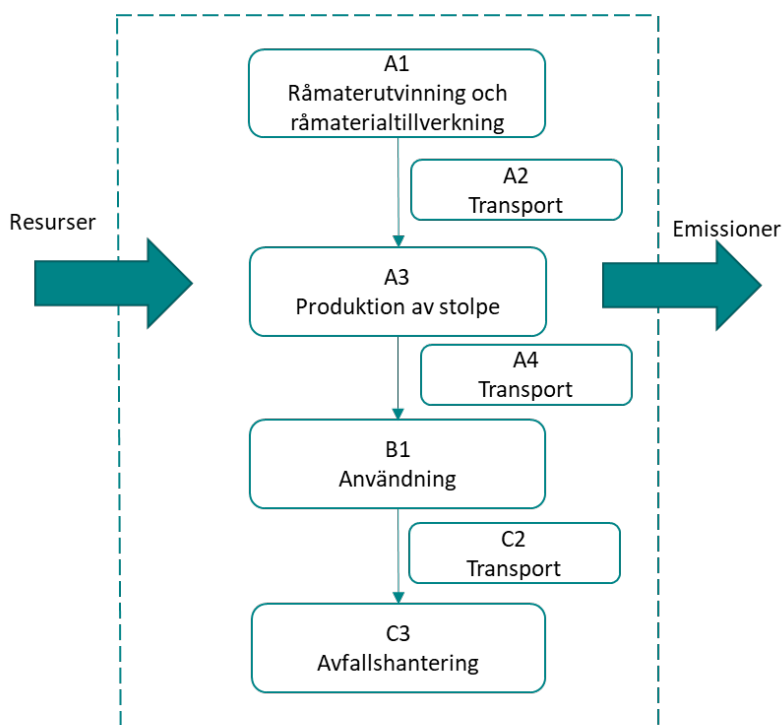 A1
Råmaterutvinning och
råmaterialtillverkning
A2
Transport
Resurser
Emissioner
A3
Produktion av stolpe
A4
Transport
B1
Användning
C2
Transport
C3
Avfallshantering